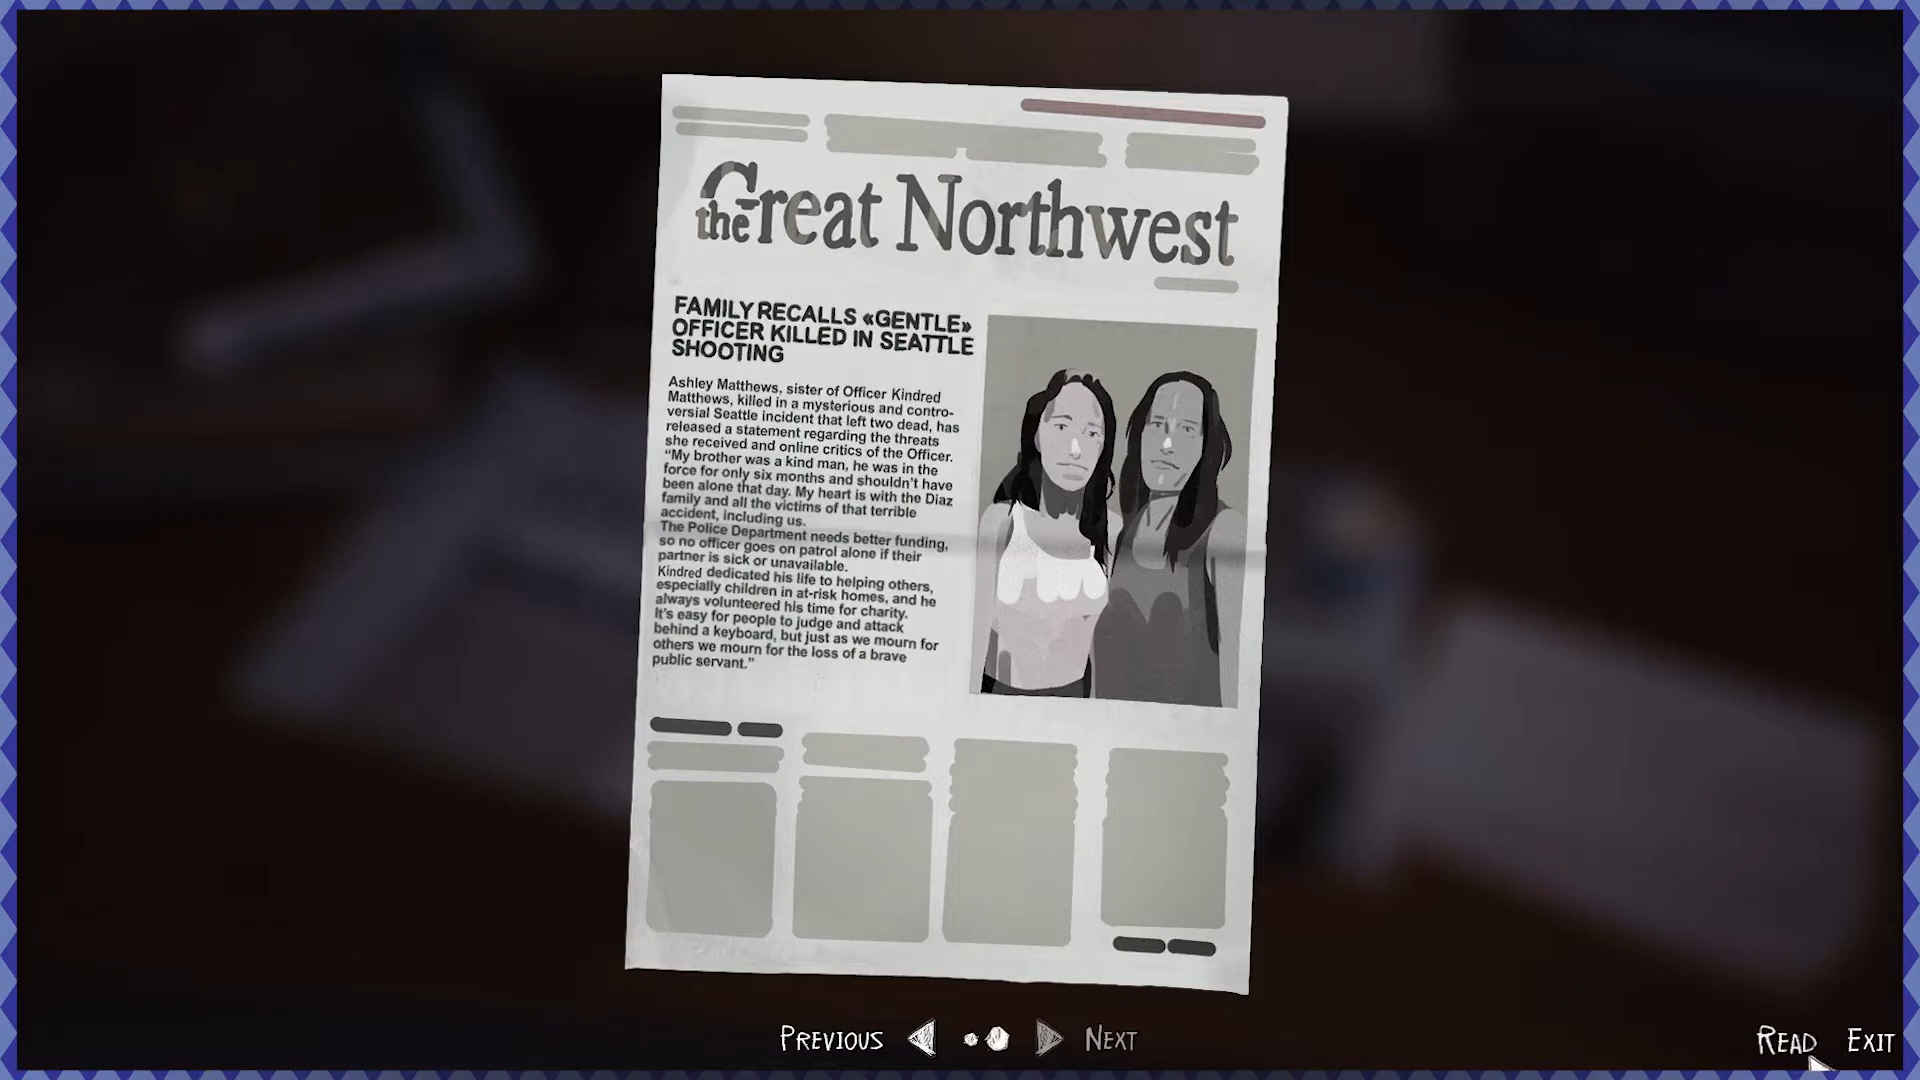 the Great Northwest
FAMILY RECALLS «GENTLE»
OFFICER KILLED IN SEATTLE
SHOOTING
Ashley Matthews, sister of Officer Kindred
Matthews, killed in a mysterious and contro-
versial Seattle incident that left two dead, has
released a statement regarding the threats
she received and online critics of the Officer.
“My brother was a kind man, he was in the
force for only six months and shouldn’t have
been alone that day. My heart is with the Diaz
family and all the victims of that terrible
accident, including us.
The Police Department needs better funding,
so no officer goes on patrol alone if their
partner is sick or unavailable.
Kindred dedicated his life to helping others,
especially children in at-risk homes, and he
always volunteered his time for charity.
It’s easy for people to judge and attack
behind a keyboard, but just as we mourn for
others we mourn for the loss of a brave
public servant.”
PREVIOUS
NEXT
READ
EXIT